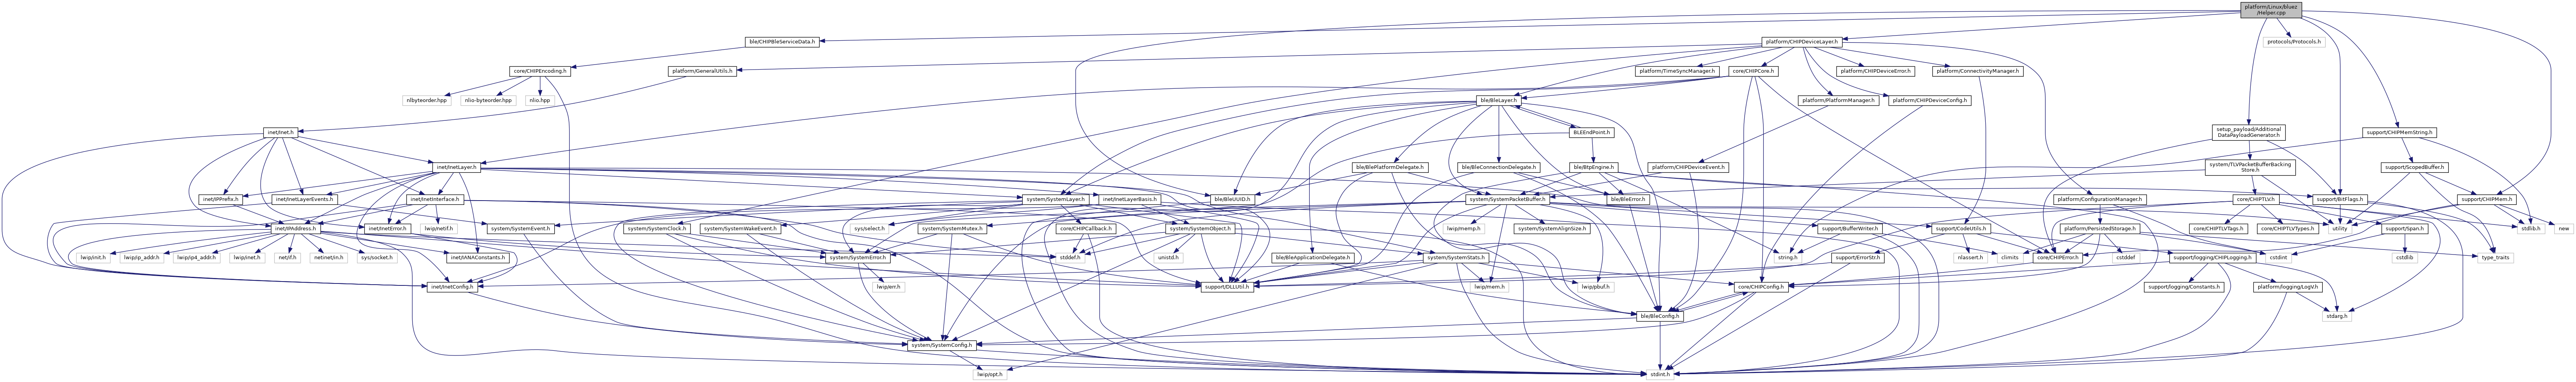 platform/Linux/bluez
/Helper.cpp
ble/CHIPBleServiceData.h
platform/CHIPDeviceLayer.h
protocols/Protocols.h
core/CHIPEncoding.h
platform/GeneralUtils.h
platform/TimeSyncManager.h
core/CHIPCore.h
platform/CHIPDeviceError.h
platform/ConnectivityManager.h
nlbyteorder.hpp
nlio-byteorder.hpp
nlio.hpp
ble/BleLayer.h
platform/PlatformManager.h
platform/CHIPDeviceConfig.h
inet/Inet.h
BLEEndPoint.h
setup_payload/Additional
DataPayloadGenerator.h
support/CHIPMemString.h
inet/InetLayer.h
ble/BlePlatformDelegate.h
ble/BleConnectionDelegate.h
ble/BtpEngine.h
platform/CHIPDeviceEvent.h
system/TLVPacketBufferBacking
Store.h
support/ScopedBuffer.h
inet/IPPrefix.h
inet/InetLayerEvents.h
inet/InetInterface.h
system/SystemLayer.h
inet/InetLayerBasis.h
ble/BleUUID.h
system/SystemPacketBuffer.h
ble/BleError.h
platform/ConfigurationManager.h
core/CHIPTLV.h
support/BitFlags.h
support/CHIPMem.h
inet/IPAddress.h
inet/InetError.h
lwip/netif.h
system/SystemEvent.h
system/SystemClock.h
system/SystemWakeEvent.h
sys/select.h
system/SystemMutex.h
core/CHIPCallback.h
system/SystemObject.h
lwip/memp.h
system/SystemAlignSize.h
support/BufferWriter.h
support/CodeUtils.h
platform/PersistedStorage.h
core/CHIPTLVTags.h
core/CHIPTLVTypes.h
utility
support/Span.h
stdlib.h
new
lwip/init.h
lwip/ip_addr.h
lwip/ip4_addr.h
lwip/inet.h
net/if.h
netinet/in.h
sys/socket.h
inet/IANAConstants.h
system/SystemError.h
stddef.h
unistd.h
ble/BleApplicationDelegate.h
system/SystemStats.h
string.h
support/ErrorStr.h
nlassert.h
climits
core/CHIPError.h
cstddef
support/logging/CHIPLogging.h
cstdint
cstdlib
type_traits
inet/InetConfig.h
lwip/err.h
support/DLLUtil.h
lwip/mem.h
lwip/pbuf.h
core/CHIPConfig.h
support/logging/Constants.h
platform/logging/LogV.h
ble/BleConfig.h
stdarg.h
system/SystemConfig.h
lwip/opt.h
stdint.h